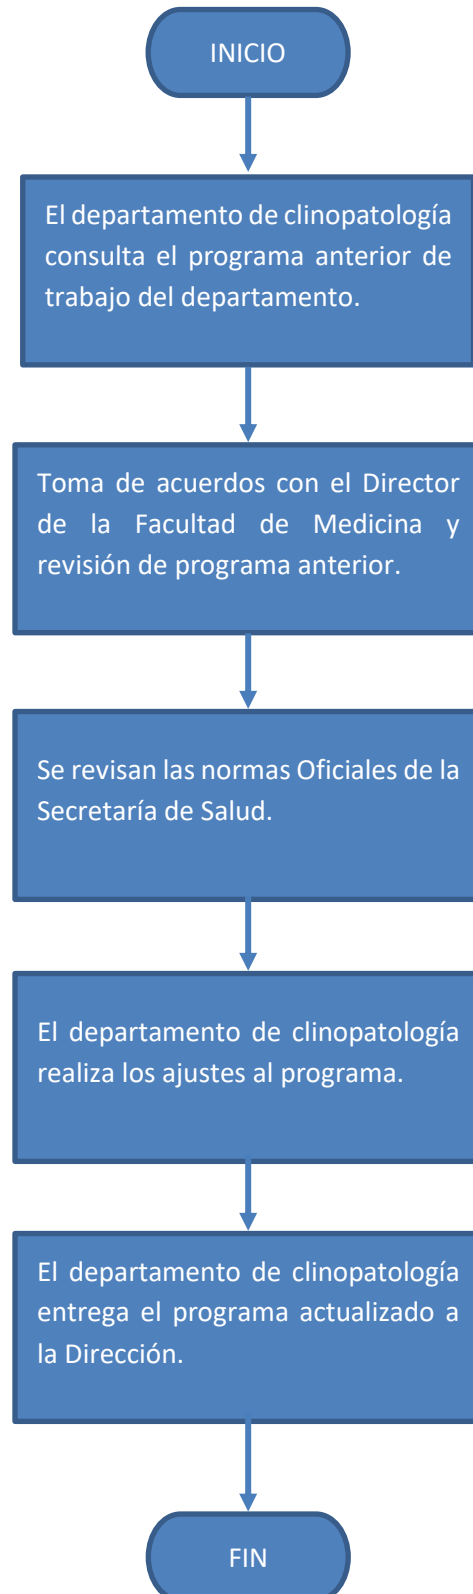 INICIO
El departamento de clinopatología
consulta el programa anterior de
trabajo del departamento.
Toma de acuerdos con el Director
de la Facultad de Medicina y
revisión de programa anterior.
Se revisan las normas Oficiales de la
Secretaría de Salud.
El departamento de clinopatología
realiza los ajustes al programa.
El departamento de clinopatología
entrega el programa actualizado a
la Dirección.
FIN